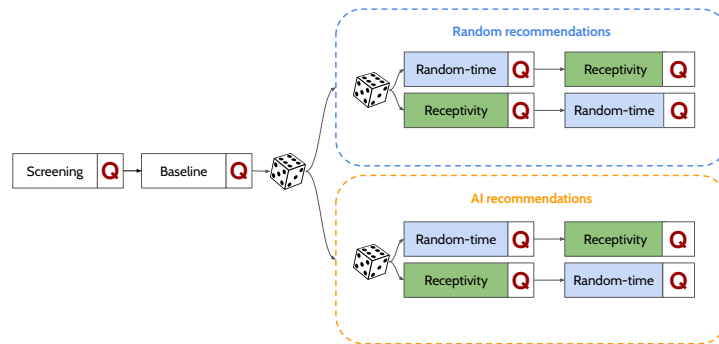 Random recommendations
Random-time Q Receptivity Q
Receptivity Q Random-time Q
Screening Q Baseline Q
AI recommendations
Random-time Q Receptivity Q
Receptivity Q Random-time Q